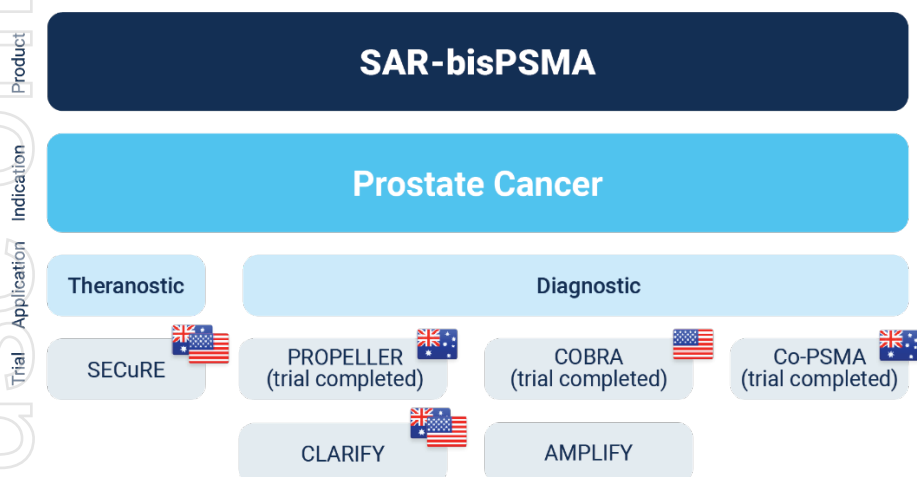 Product
SAR-bisPSMA
Indication
Prostate Cancer
Application
Theranostic
Diagnostic
Trial
SECuRE
PROPELLER
(trial completed)
COBRA
(trial completed)
Co-PSMA
(trial completed)
CLARIFY
AMPLIFY